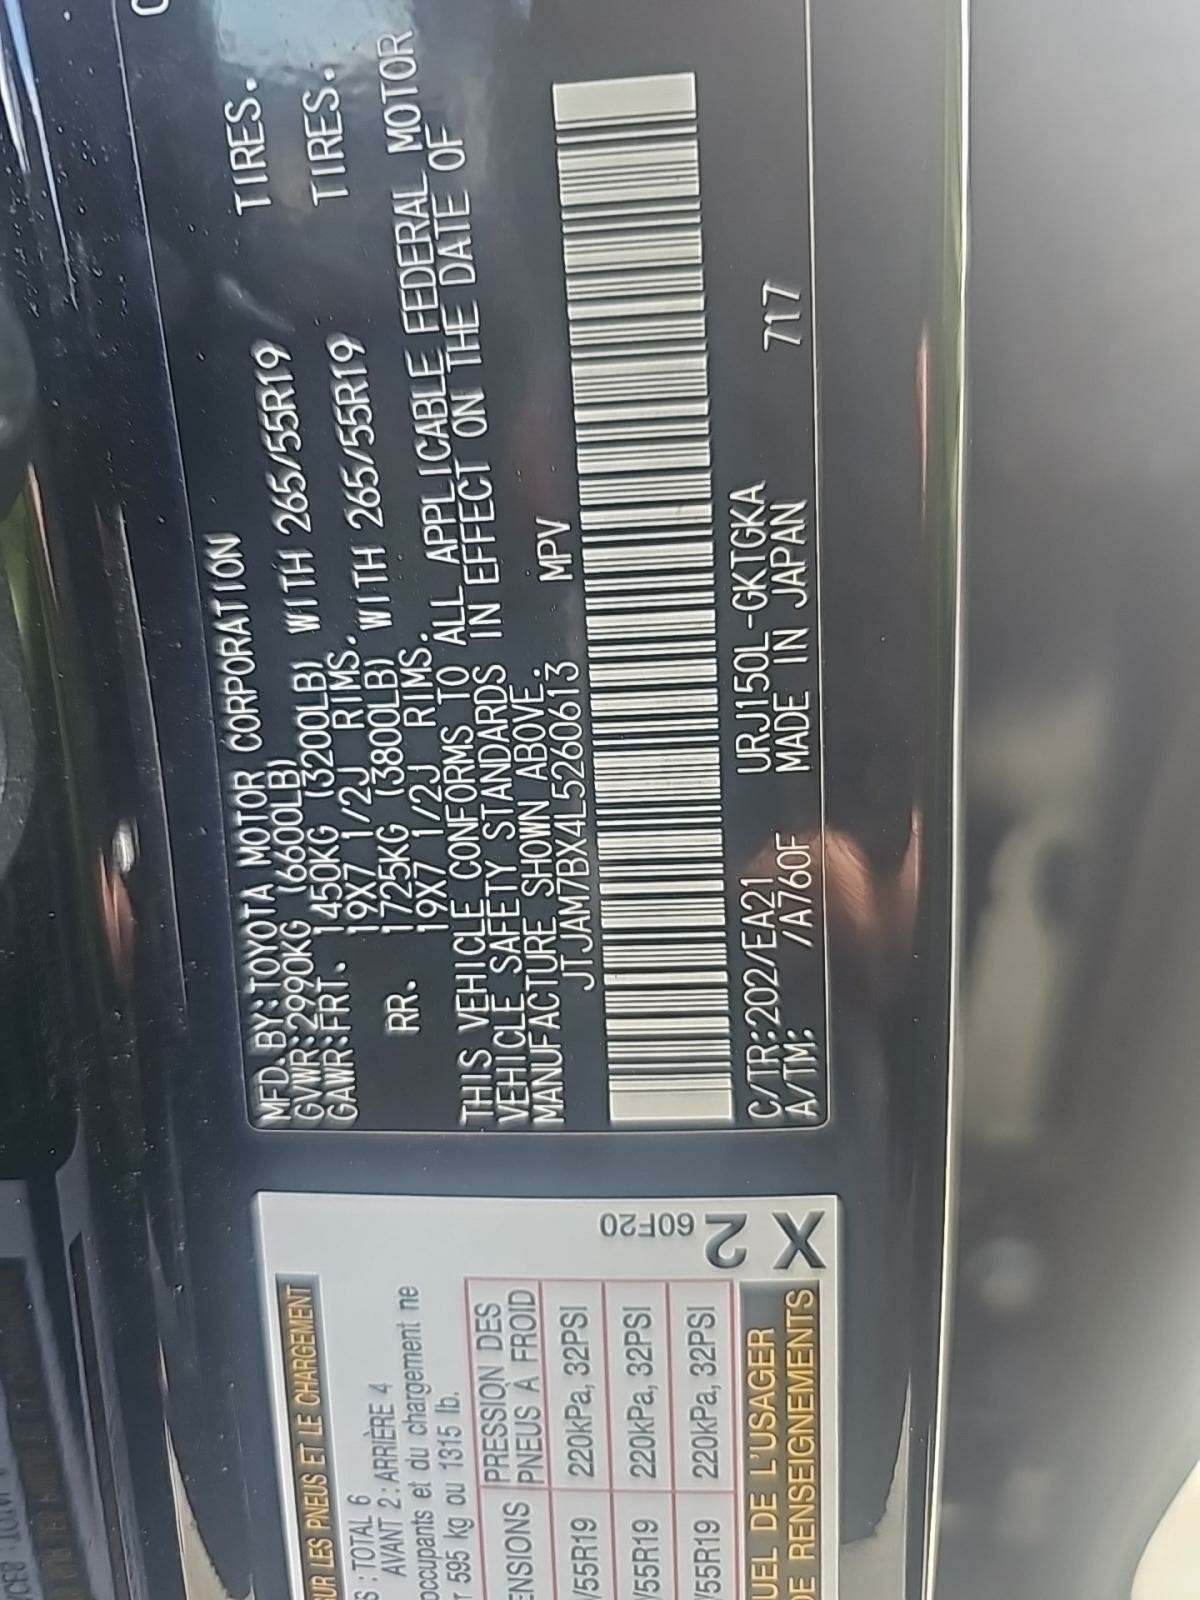 MFD. BY: TOYOTA MOTOR CORPORATION
GVWR: 2990KG (6600LB)
GAWR: FRT. 1450KG (3200LB) WITH 265/55R19 TIRES.
19X7 1/2J RIMS.
RR. 1725KG (3800LB) WITH 265/55R19 TIRES.
19X7 1/2J RIMS.
THIS VEHICLE CONFORMS TO ALL APPLICABLE FEDERAL MOTOR
VEHICLE SAFETY STANDARDS IN EFFECT ON THE DATE OF
MANUFACTURE SHOWN ABOVE.
JTJAM7BX4L5260613 MPV
C/TR: 202/EA21 URJ150L-GKTGKA
A/TM: /A760F MADE IN JAPAN 717
SUR LES PNEUS ET LE CHARGEMENT
S : TOTAL 6
AVANT 2 : ARRIÈRE 4
occupants et du chargement ne
595 kg ou 1315 lb.
ENSIONS PRESSION DES
PNEUS À FROID
/55R19 220kPa, 32PSI
/55R19 220kPa, 32PSI
/55R19 220kPa, 32PSI
UEL DE L'USAGER
DE RENSEIGNEMENTS
60F20
X2